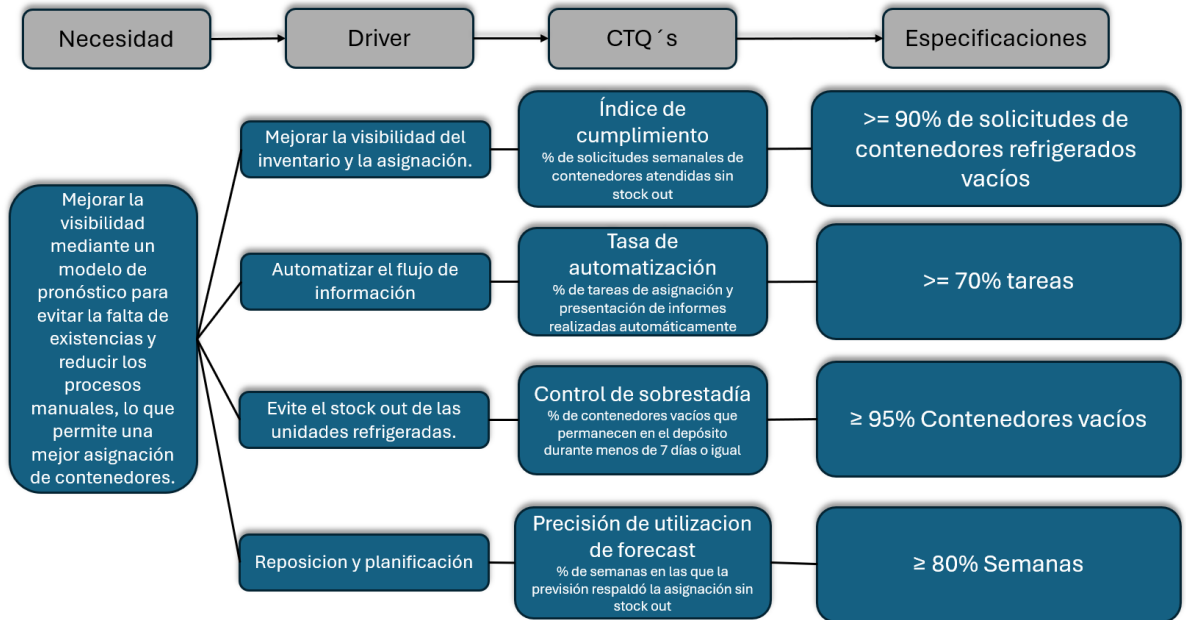 Necesidad
Driver
CTQ ´s
Especificaciones
Mejorar la
visibilidad
mediante un
modelo de
pronóstico para
evitar la falta de
existencias y
reducir los
procesos
manuales, lo que
permite una
mejor asignación
de contenedores.
Mejorar la visibilidad del
inventario y la asignación.
Índice de
cumplimiento
% de solicitudes semanales de
contenedores atendidas sin
stock out
>= 90% de solicitudes de
contenedores refrigerados
vacíos
Automatizar el flujo de
información
Tasa de
automatización
% de tareas de asignación y
presentación de informes
realizadas automáticamente
>= 70% tareas
Evite el stock out de las
unidades refrigeradas.
Control de sobrestadía
% de contenedores vacíos que
permanecen en el depósito
durante menos de 7 días o igual
≥ 95% Contenedores vacíos
Reposicion y planificación
Precisión de utilizacion
de forecast
% de semanas en las que la
previsión respaldó la asignación sin
stock out
≥ 80% Semanas